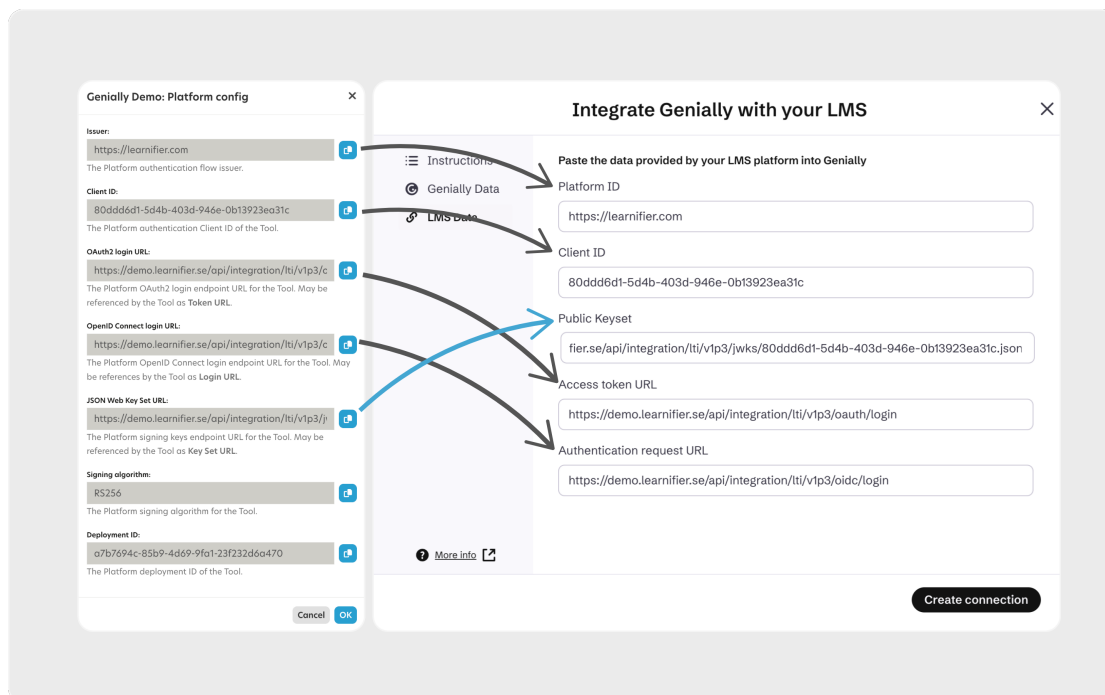 Genially Demo: Platform config
Issuer:
https://learnifier.com
The Platform authentication flow issuer.
Client ID:
80ddd6d1-5d4b-403d-946e-0b13923ea31c
The Platform authentication Client ID of the Tool.
OAuth2 login URL:
https://demo.learnifier.se/api/integration/lti/v1p3/c
The Platform OAuth2 login endpoint URL for the Tool. May be
referenced by the Tool as Token URL.
OpenID Connect login URL:
https://demo.learnifier.se/api/integration/lti/v1p3/c
The Platform OpenID Connect login endpoint URL for the Tool. May
be references by the Tool as Login URL.
JSON Web Key Set URL:
https://demo.learnifier.se/api/integration/lti/v1p3/j
The Platform signing keys endpoint URL for the Tool. May be
referenced by the Tool as Key Set URL.
Signing algorithm:
RS256
The Platform signing algorithm for the Tool.
Deployment ID:
a7b7694c-85b9-4d69-9fa1-23f232d6a470
The Platform deployment ID of the Tool.
Cancel OK
Integrate Genially with your LMS
Instructions
Genially Data
LMS Data
More info
Paste the data provided by your LMS platform into Genially
Platform ID
https://learnifier.com
Client ID
80ddd6d1-5d4b-403d-946e-0b13923ea31c
Public Keyset
fier.se/api/integration/lti/v1p3/jwks/80ddd6d1-5d4b-403d-946e-0b13923ea31c.json
Access token URL
https://demo.learnifier.se/api/integration/lti/v1p3/oauth/login
Authentication request URL
https://demo.learnifier.se/api/integration/lti/v1p3/oidc/login
Create connection